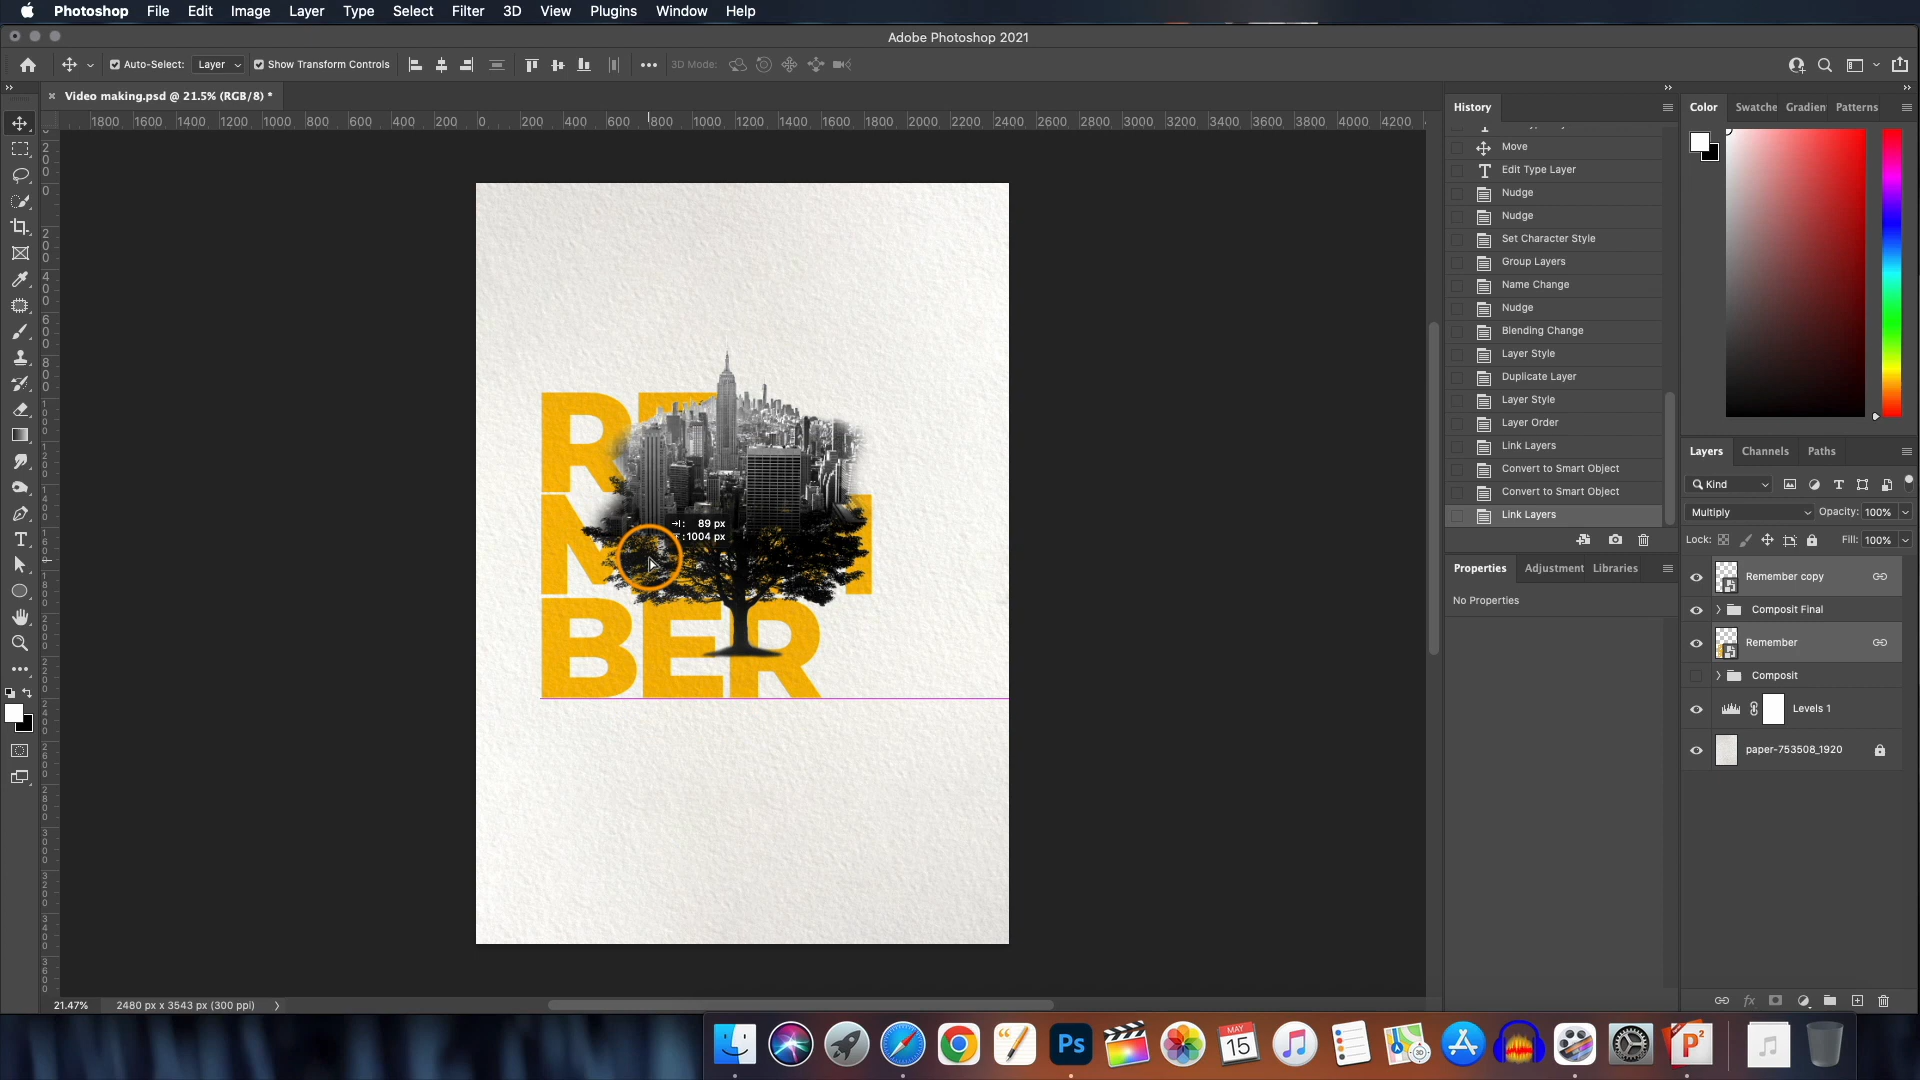 Photoshop File Edit Image Layer Type Select Filter 3D View Plugins Window Help
Adobe Photoshop 2021
Auto-Select: Layer Show Transform Controls 3D Mode:
Video making.psd @ 21.5% (RGB/8) *
1800 1600 1400 1200 1000 800 600 400 200 0 200 400 600 800 1000 1200 1400 1600 1800 2000 2200 2400 2600 2800 3000 3200 3400 3600 3800 4000 4200
History
Move
Edit Type Layer
Nudge
Nudge
Set Character Style
Group Layers
Name Change
Nudge
Blending Change
Layer Style
Duplicate Layer
Layer Style
Layer Order
Link Layers
Convert to Smart Object
Convert to Smart Object
Link Layers
Properties Adjustment Libraries
No Properties
Color Swatche Gradien Patterns
Layers Channels Paths
Kind
Multiply Opacity: 100%
Lock: Fill: 100%
Remember copy
Composit Final
Remember
Composit
Levels 1
paper-753508_1920
BER
89 px
1004 px
21.47% 2480 px x 3543 px (300 ppi)
Ps
MAY
15
3D
P